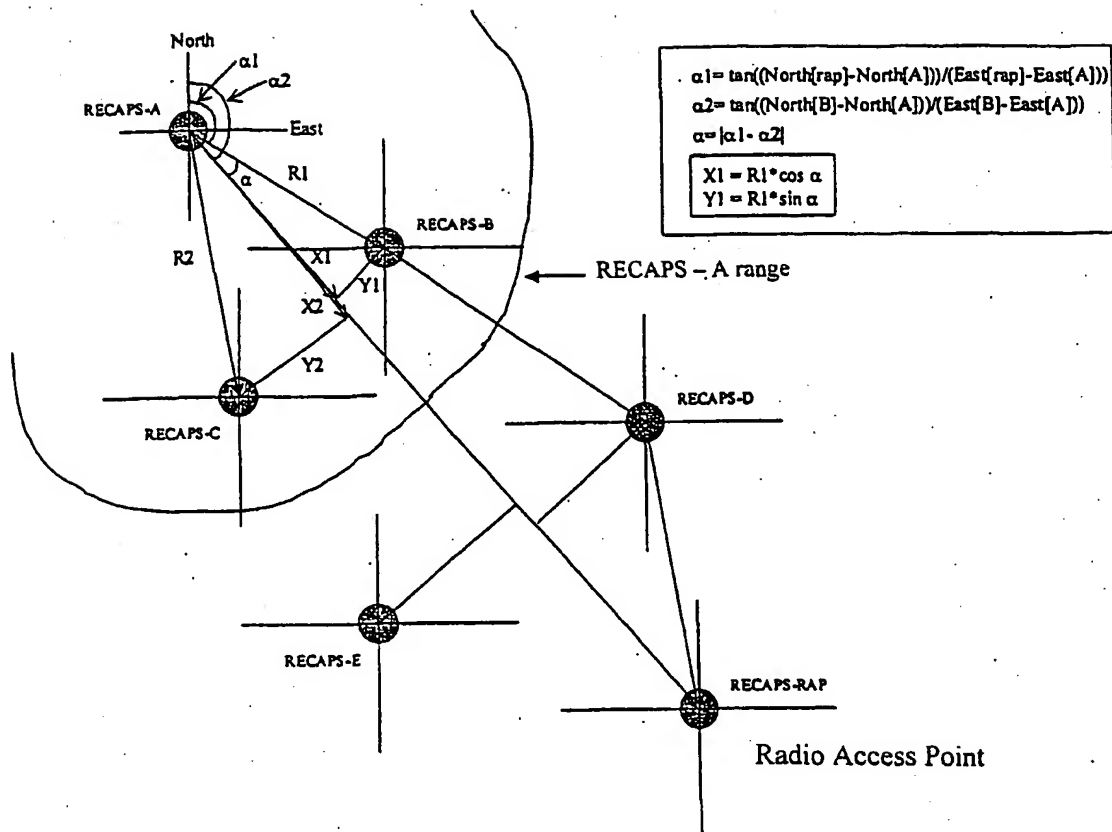 North
α1
α2
RECAPS-A
East
α
R1
R2
RECAPS-B
X1
Y1
X2
Y2
RECAPS-C
RECAPS – A range
RECAPS-D
RECAPS-E
RECAPS-RAP
Radio Access Point
α1= tan((North[rap]-North[A]))/(East[rap]-East[A]))
α2= tan((North[B]-North[A]))/(East[B]-East[A]))
α=|α1- α2|
X1 = R1*cos α
Y1 = R1*sin α